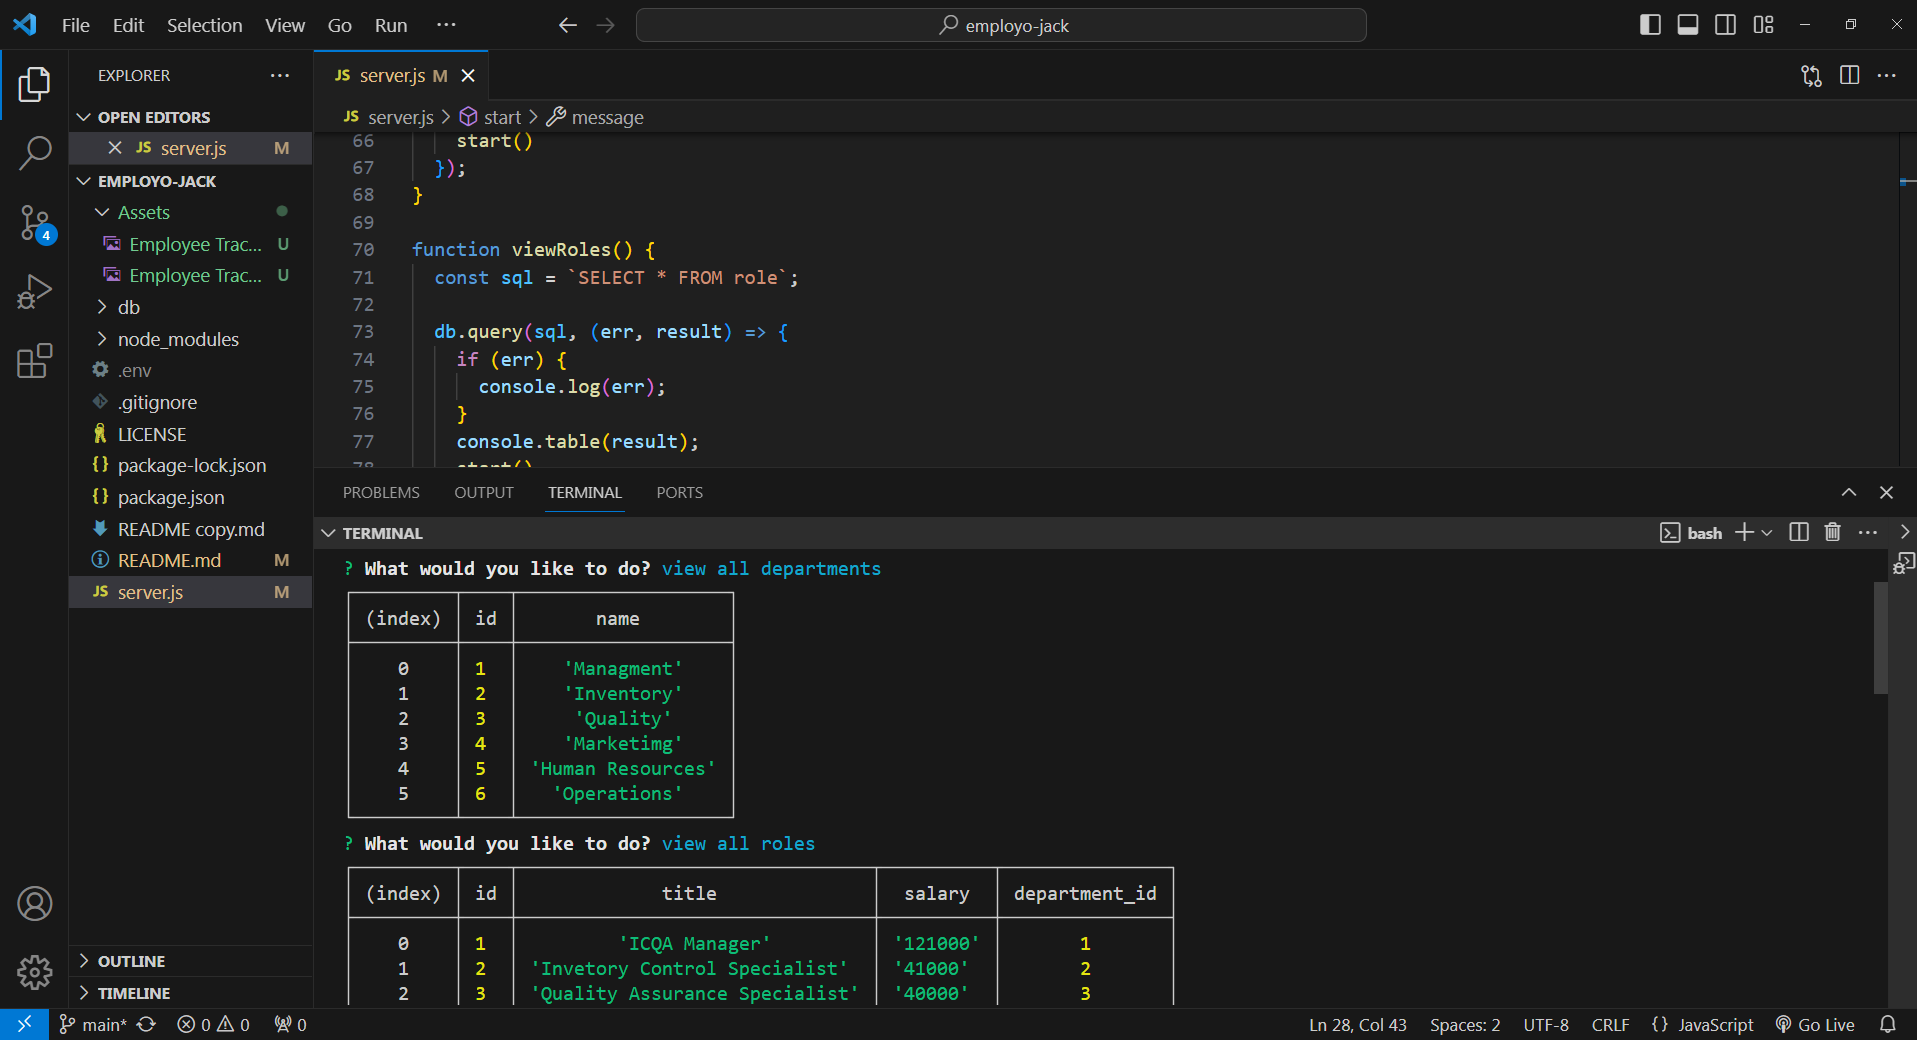 File Edit Selection View Go Run ··· employo-jack
EXPLORER ···
OPEN EDITORS
JS server.js M
EMPLOYO-JACK
Assets
Employee Trac... U
Employee Trac... U
db
node_modules
.env
.gitignore
LICENSE
{} package-lock.json
{} package.json
README copy.md
README.md M
JS server.js M
OUTLINE
TIMELINE
4
JS server.js M
JS server.js > start > message
66 start()
67 });
68 }
69
70 function viewRoles() {
71 const sql = `SELECT * FROM role`;
72
73 db.query(sql, (err, result) => {
74 if (err) {
75 console.log(err);
76 }
77 console.table(result);
78 start()
PROBLEMS OUTPUT TERMINAL PORTS
TERMINAL bash
? What would you like to do? view all departments
(index) id name
0 1 'Managment'
1 2 'Inventory'
2 3 'Quality'
3 4 'Marketimg'
4 5 'Human Resources'
5 6 'Operations'
? What would you like to do? view all roles
(index) id title salary department_id
0 1 'ICQA Manager' '121000' 1
1 2 'Invetory Control Specialist' '41000' 2
2 3 'Quality Assurance Specialist' '40000' 3
main* 0 0 0 Ln 28, Col 43 Spaces: 2 UTF-8 CRLF {} JavaScript Go Live